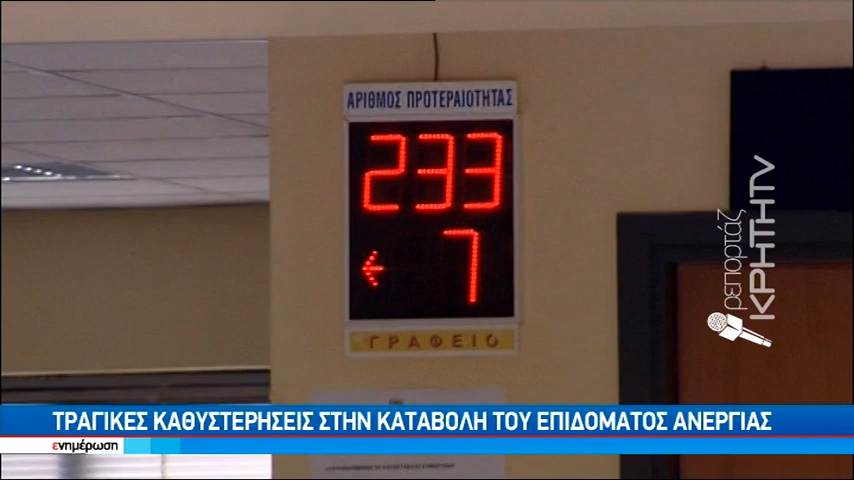 ΑΡΙΘΜΟΣ ΠΡΟΤΕΡΑΙΟΤΗΤΑΣ
233
← 7
ΓΡΑΦΕΙΟ
ρεπορτάζ
ΚΡΗΤΗTV
ΤΡΑΓΙΚΕΣ ΚΑΘΥΣΤΕΡΗΣΕΙΣ ΣΤΗΝ ΚΑΤΑΒΟΛΗ ΤΟΥ ΕΠΙΔΟΜΑΤΟΣ ΑΝΕΡΓΙΑΣ
ενημέρωση